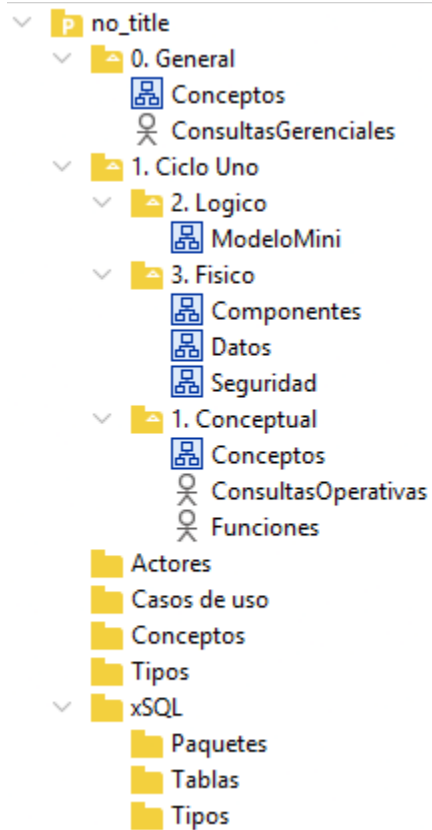 no_title
0. General
Conceptos
ConsultasGerenciales
1. Ciclo Uno
2. Logico
ModeloMini
3. Fisico
Componentes
Datos
Seguridad
1. Conceptual
Conceptos
ConsultasOperativas
Funciones
Actores
Casos de uso
Conceptos
Tipos
xSQL
Paquetes
Tablas
Tipos